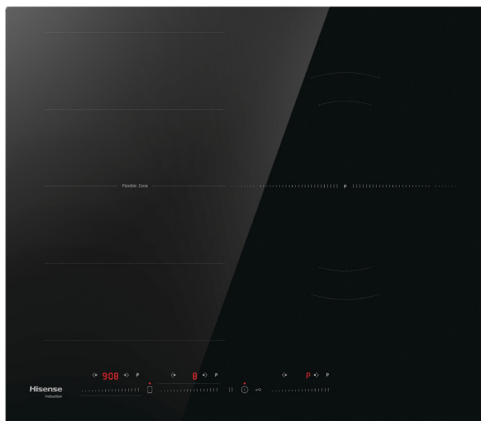 Flexible Zone
P
908 P
8 P
P P
Hisense
Induction